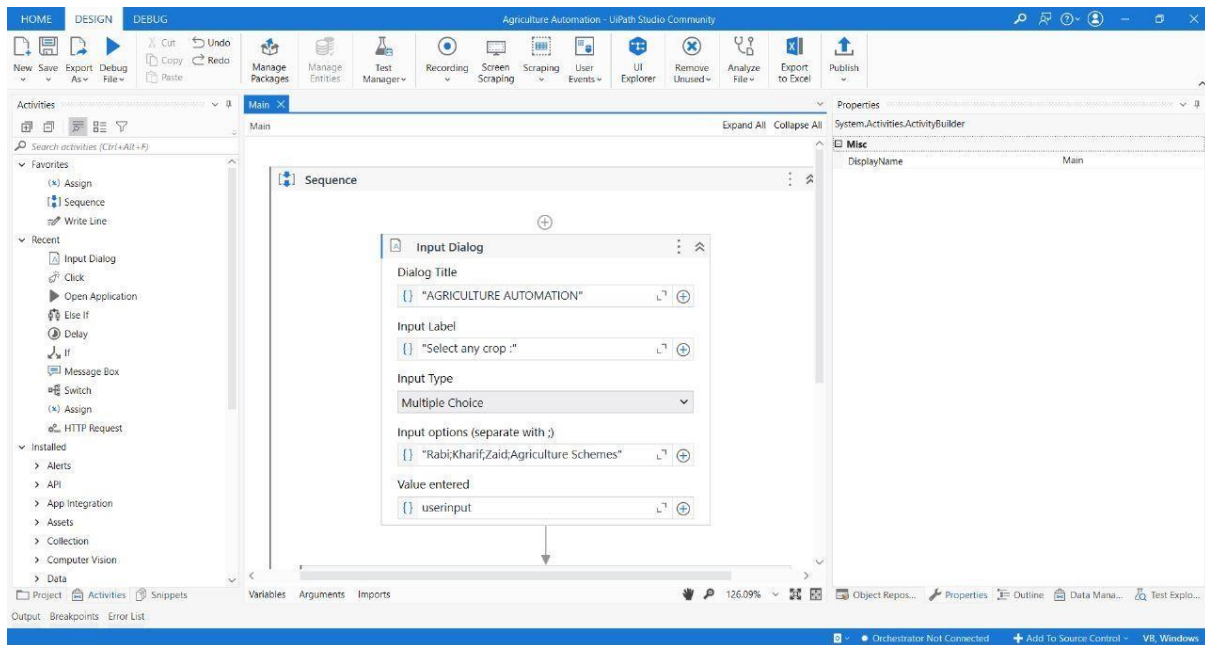 HOME DESIGN DEBUG Agriculture Automation - UiPath Studio Community
New Save Export As Debug File Cut Copy Paste Undo Redo Manage Packages Manage Entities Test Manager Recording Screen Scraping Scraping User Events UI Explorer Remove Unused Analyze File Export to Excel Publish
Activities
Search activities (Ctrl+Alt+F)
Favorites
Assign
Sequence
Write Line
Recent
Input Dialog
Click
Open Application
Else If
Delay
If
Message Box
Switch
Assign
HTTP Request
Installed
Alerts
API
App Integration
Assets
Collection
Computer Vision
Data
Project Activities Snippets
Main
Main Expand All Collapse All
Sequence
Input Dialog
Dialog Title
"AGRICULTURE AUTOMATION"
Input Label
"Select any crop :"
Input Type
Multiple Choice
Input options (separate with ;)
"Rabi;Kharif;Zaid;Agriculture Schemes"
Value entered
userinput
Variables Arguments Imports 126.09%
Properties
System.Activities.ActivityBuilder
Misc
DisplayName Main
Object Repos... Properties Outline Data Mana... Test Explo...
Output Breakpoints Error List
Orchestrator Not Connected Add To Source Control VB, Windows